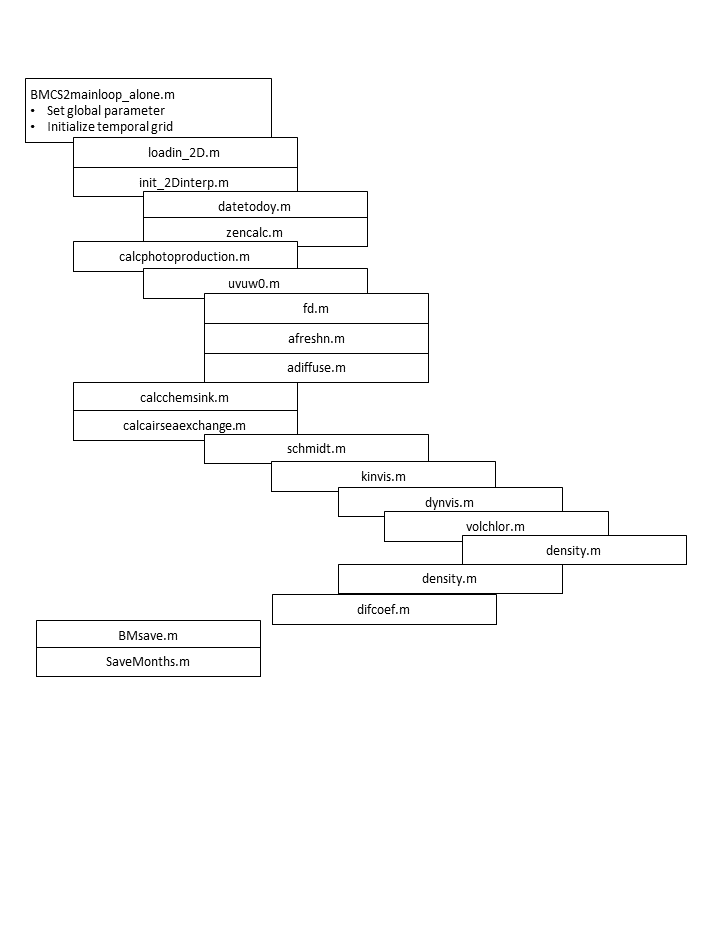 BMCS2mainloop_alone.m
• Set global parameter
• Initialize temporal grid
loadin_2D.m
init_2Dinterp.m
datetodoy.m
zencalc.m
calcphotoproduction.m
uvuw0.m
fd.m
afreshn.m
adiffuse.m
calcchemsink.m
calcairseaexchange.m
schmidt.m
kinvis.m
dynvis.m
volchlor.m
density.m
density.m
difcoef.m
BMsave.m
SaveMonths.m